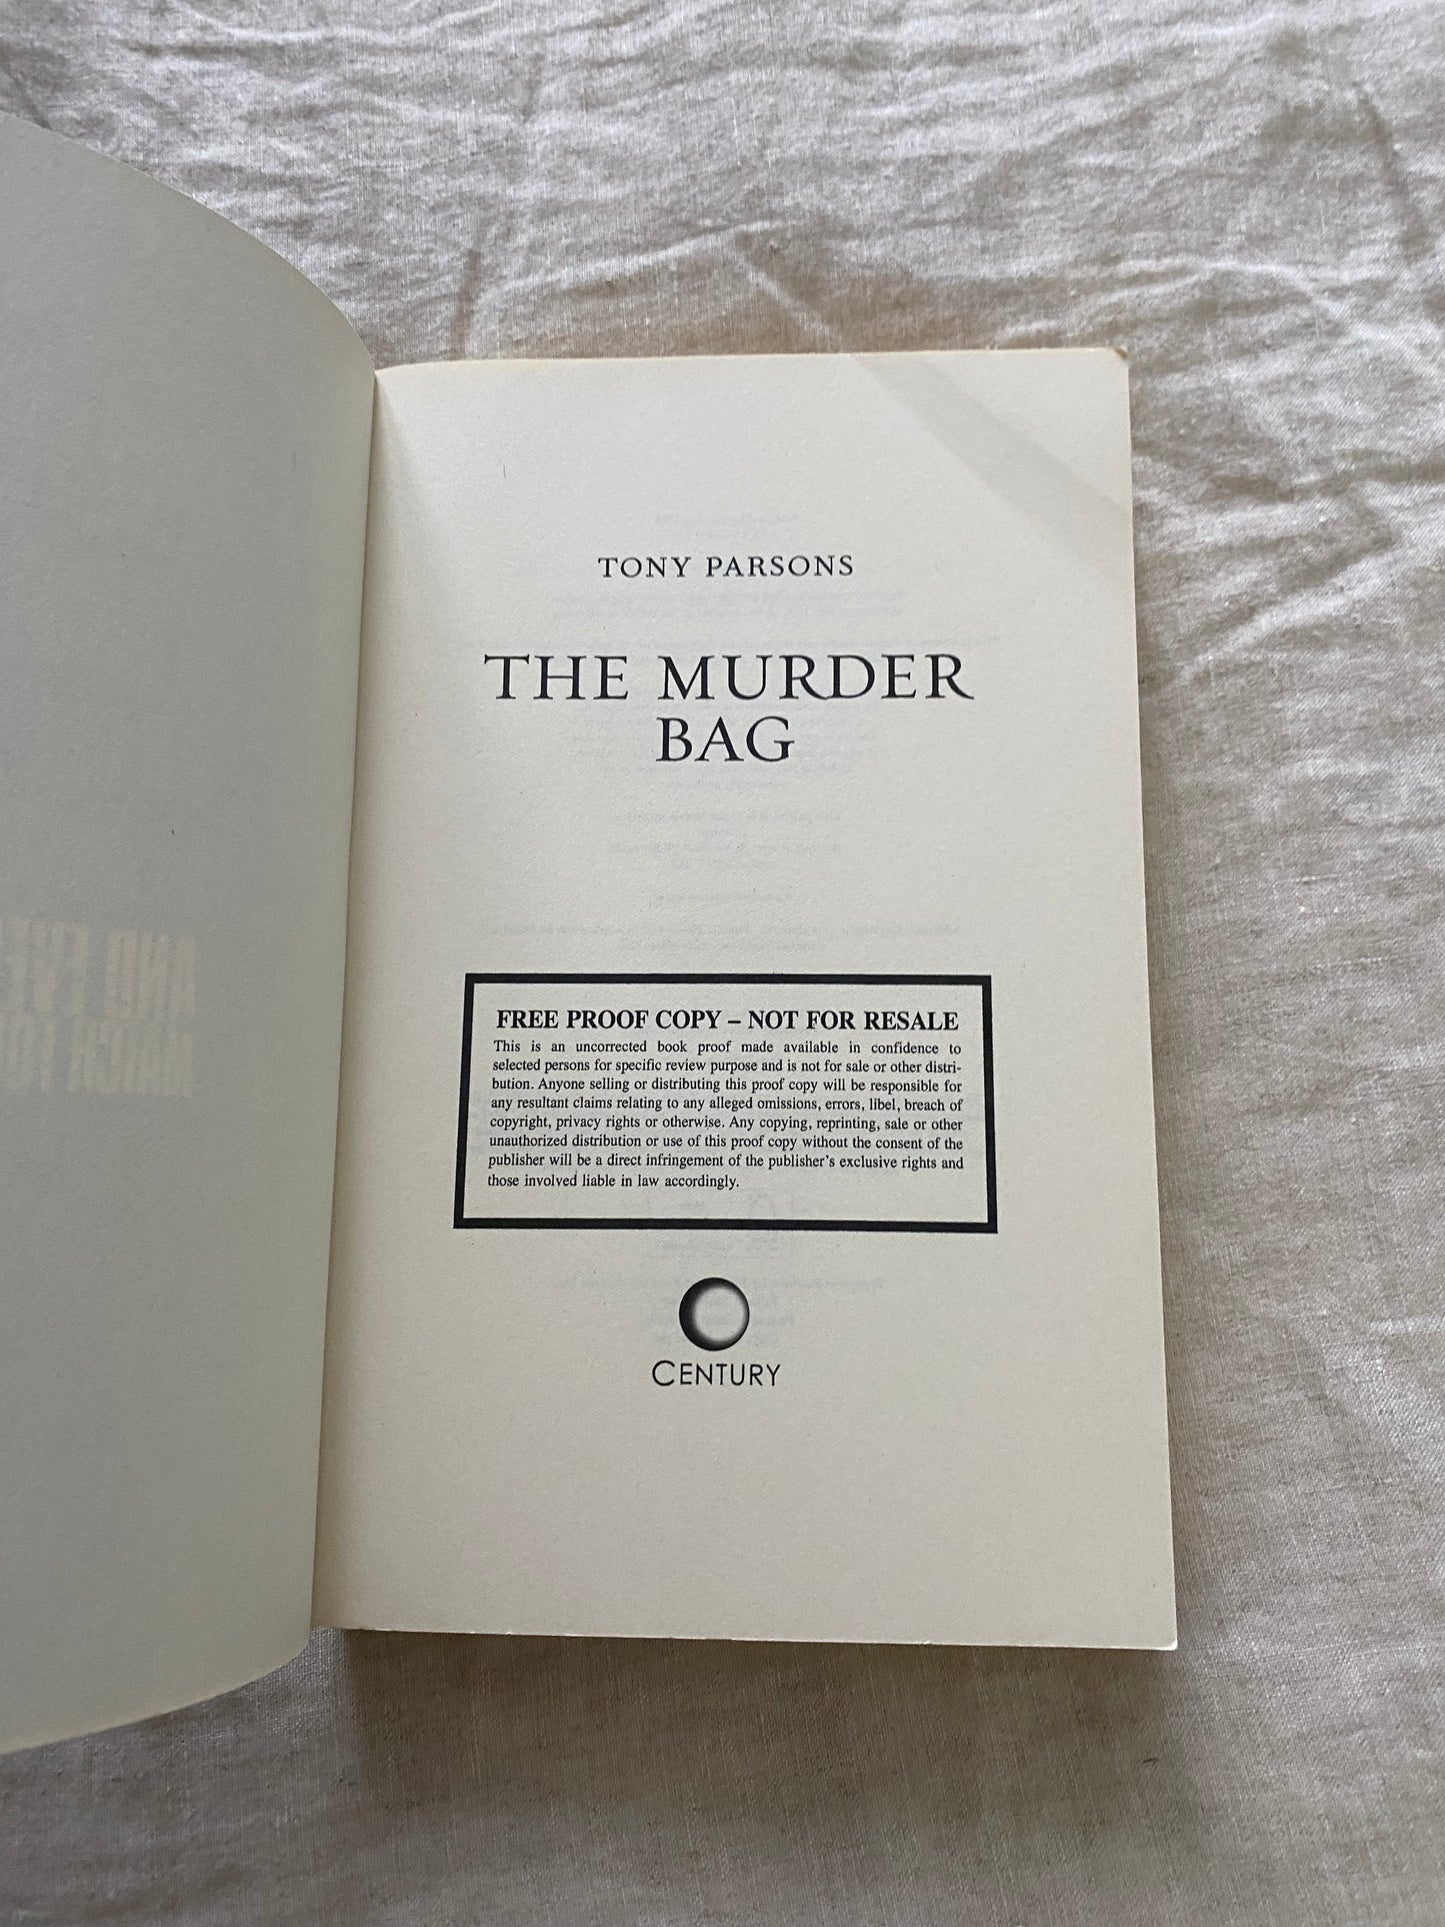 TONY PARSONS
THE MURDER
BAG
FREE PROOF COPY – NOT FOR RESALE
This is an uncorrected book proof made available in confidence to
selected persons for specific review purpose and is not for sale or other distri-
bution. Anyone selling or distributing this proof copy will be responsible for
any resultant claims relating to any alleged omissions, errors, libel, breach of
copyright, privacy rights or otherwise. Any copying, reprinting, sale or other
unauthorized distribution or use of this proof copy without the consent of the
publisher will be a direct infringement of the publisher's exclusive rights and
those involved liable in law accordingly.
CENTURY